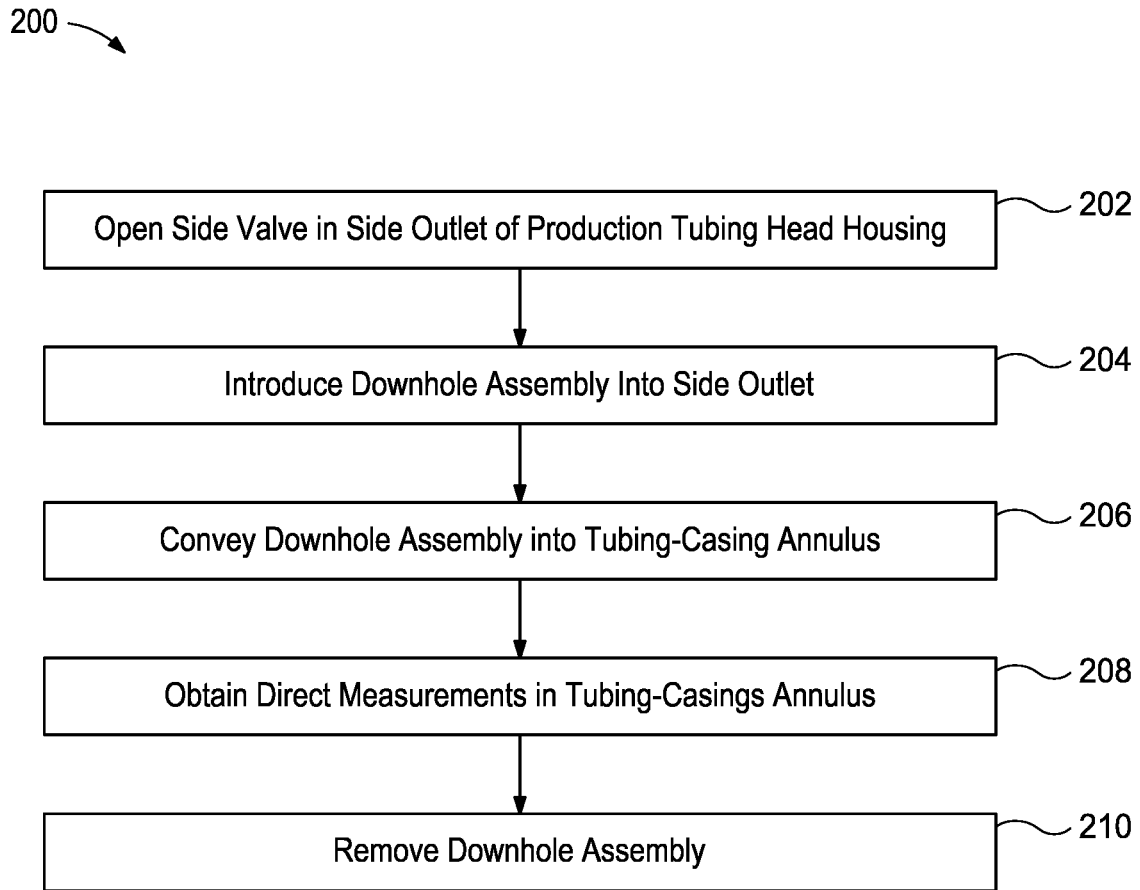 200
Open Side Valve in Side Outlet of Production Tubing Head Housing
202
Introduce Downhole Assembly Into Side Outlet
204
Convey Downhole Assembly into Tubing-Casing Annulus
206
Obtain Direct Measurements in Tubing-Casings Annulus
208
Remove Downhole Assembly
210